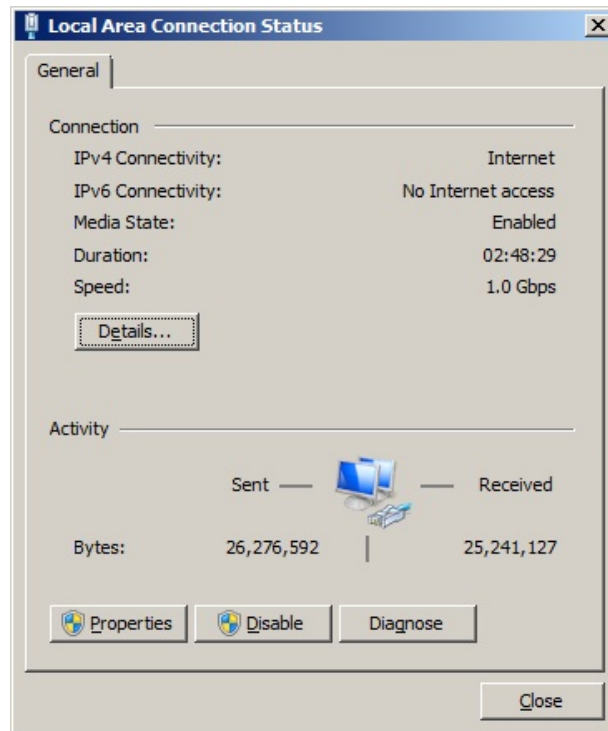 Local Area Connection Status
General
Connection
IPv4 Connectivity: Internet
IPv6 Connectivity: No Internet access
Media State: Enabled
Duration: 02:48:29
Speed: 1.0 Gbps
Details...
Activity
Sent Received
Bytes: 26,276,592 25,241,127
Properties Disable Diagnose
Close